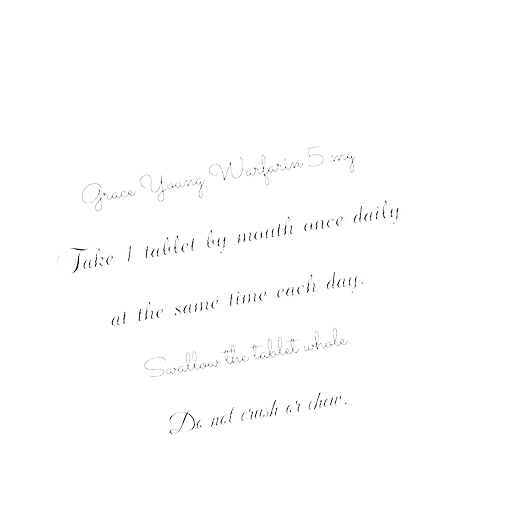 Grace Young Warfarin 5 mg
Take 1 tablet by mouth once daily
at the same time each day.
Swallow the tablet whole.
Do not crush or chew.